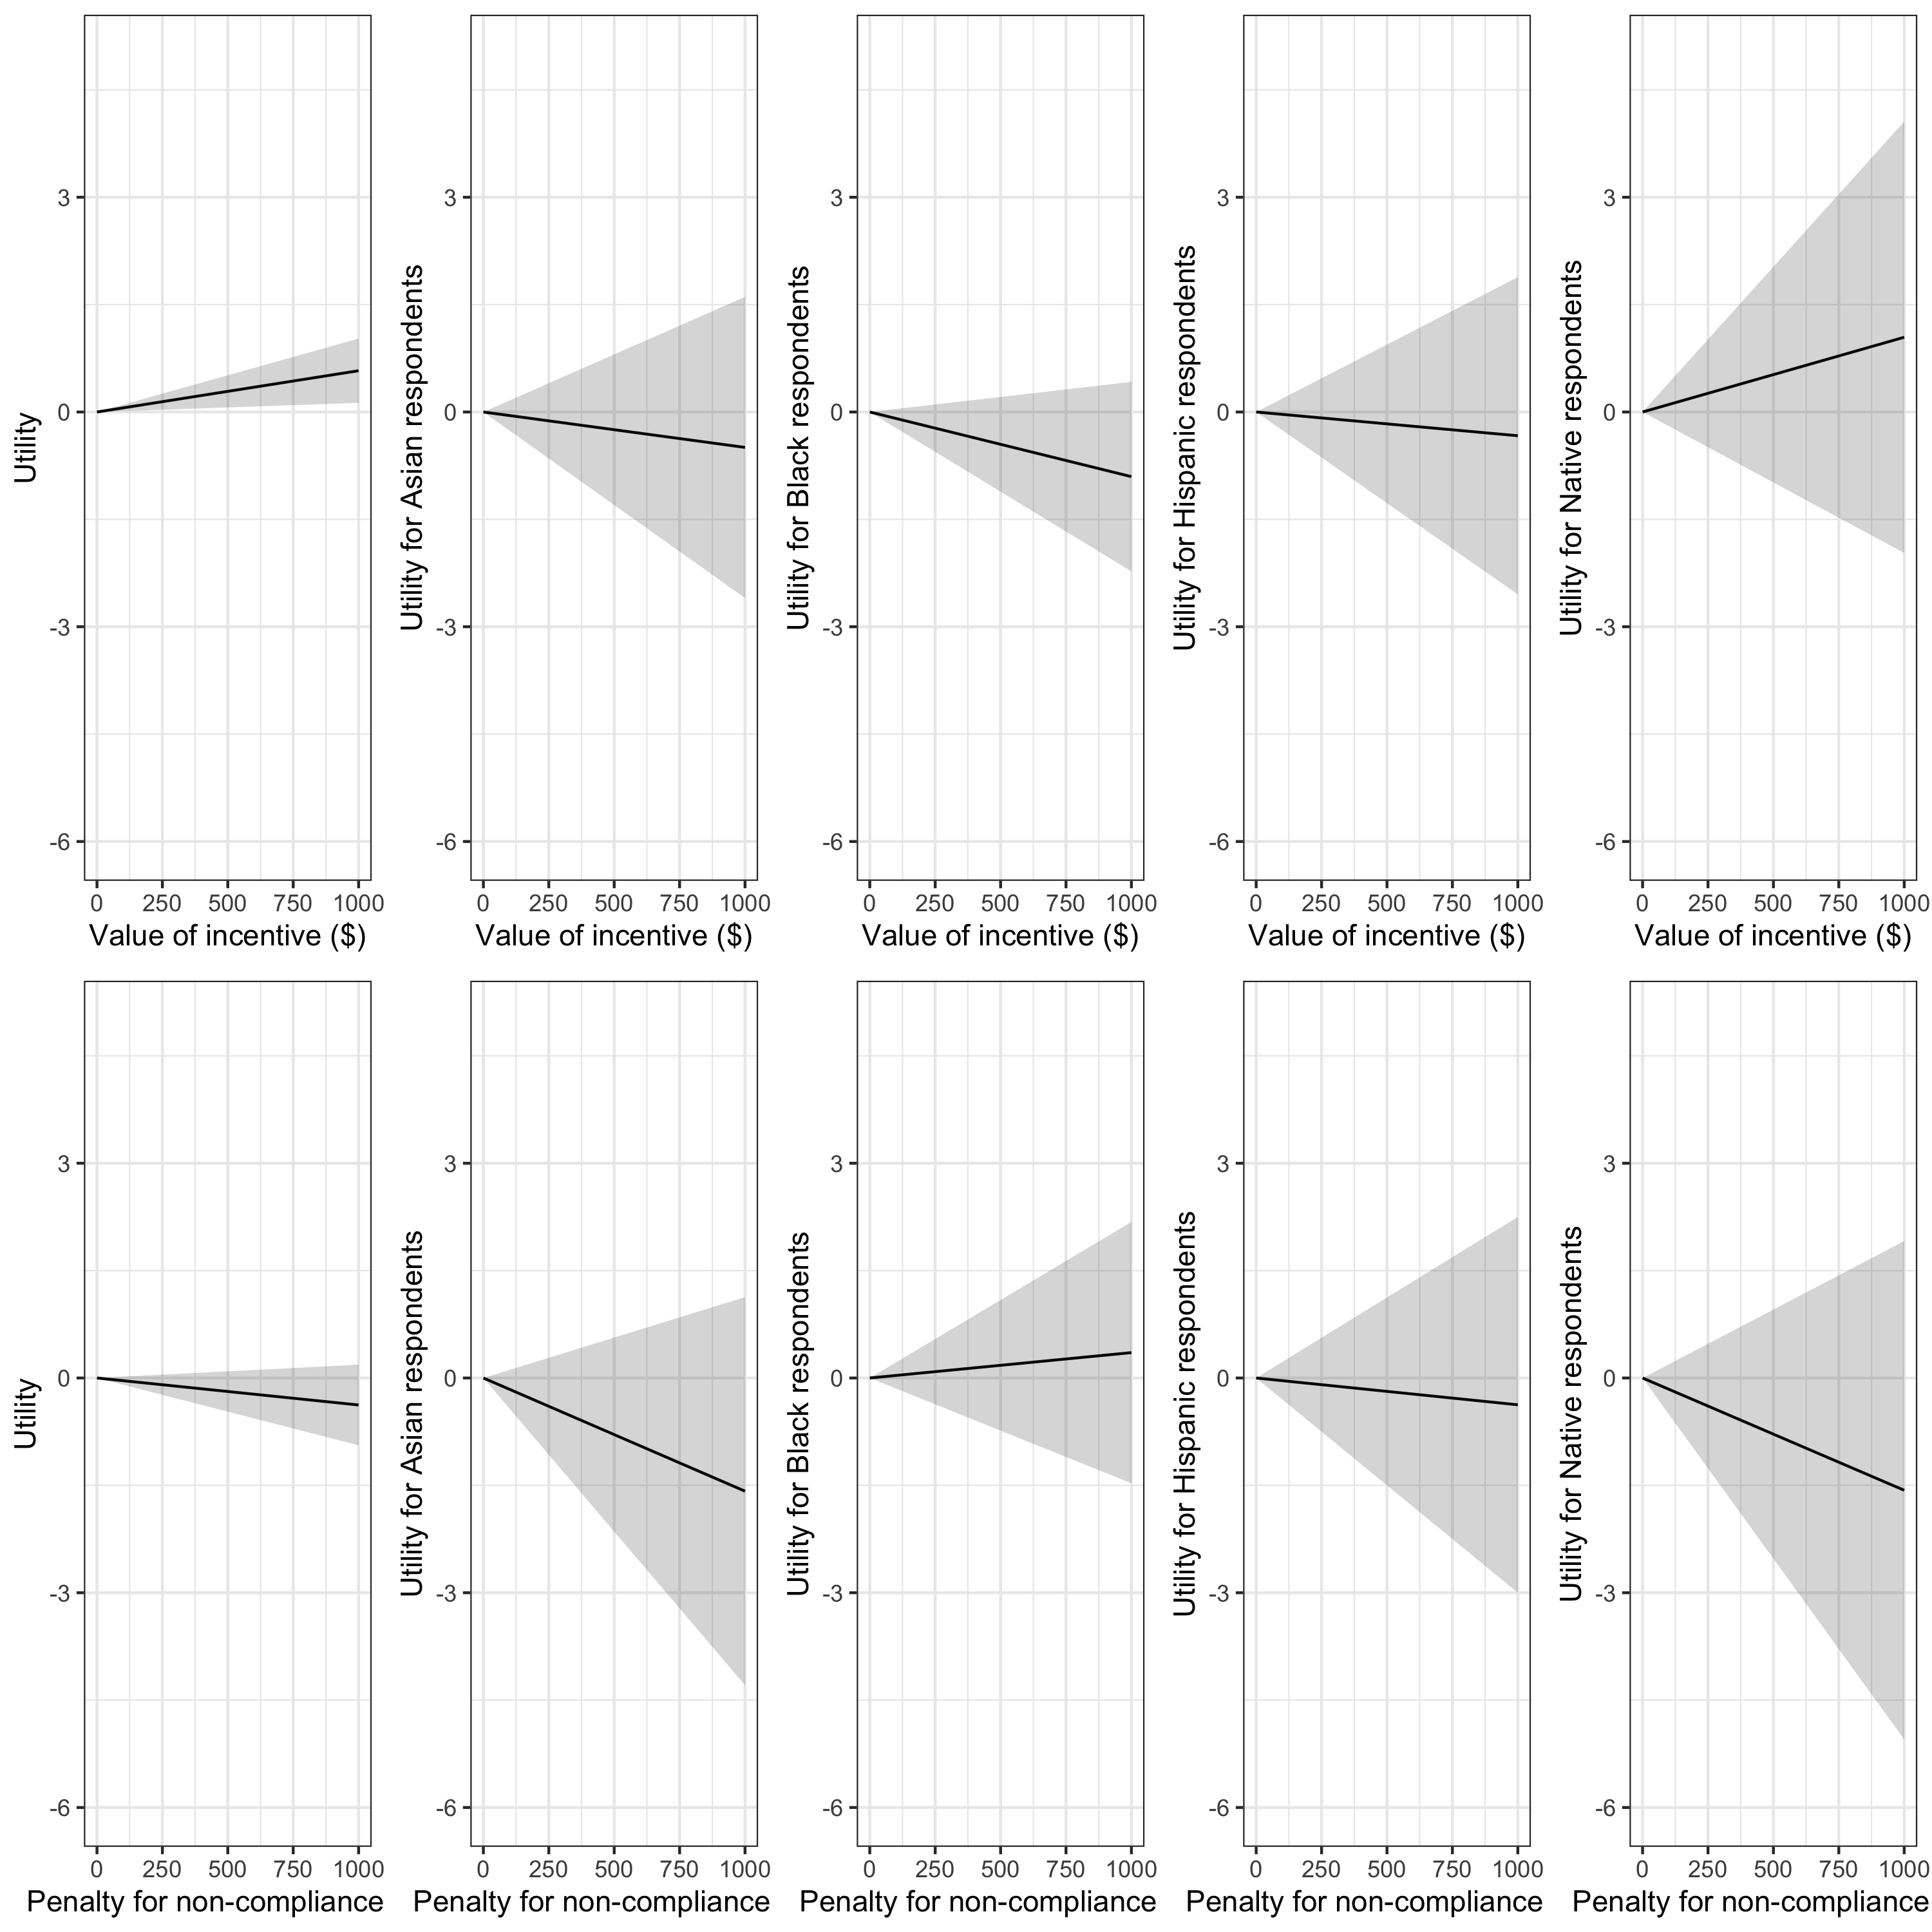 Utility
3
0
-3
-6
0 250 500 750 1000
Value of incentive ($)
Utility for Asian respondents
3
0
-3
-6
0 250 500 750 1000
Value of incentive ($)
Utility for Black respondents
3
0
-3
-6
0 250 500 750 1000
Value of incentive ($)
Utility for Hispanic respondents
3
0
-3
-6
0 250 500 750 1000
Value of incentive ($)
Utility for Native respondents
3
0
-3
-6
0 250 500 750 1000
Value of incentive ($)
Utility
3
0
-3
-6
0 250 500 750 1000
Penalty for non-compliance
Utility for Asian respondents
3
0
-3
-6
0 250 500 750 1000
Penalty for non-compliance
Utility for Black respondents
3
0
-3
-6
0 250 500 750 1000
Penalty for non-compliance
Utility for Hispanic respondents
3
0
-3
-6
0 250 500 750 1000
Penalty for non-compliance
Utility for Native respondents
3
0
-3
-6
0 250 500 750 1000
Penalty for non-compliance